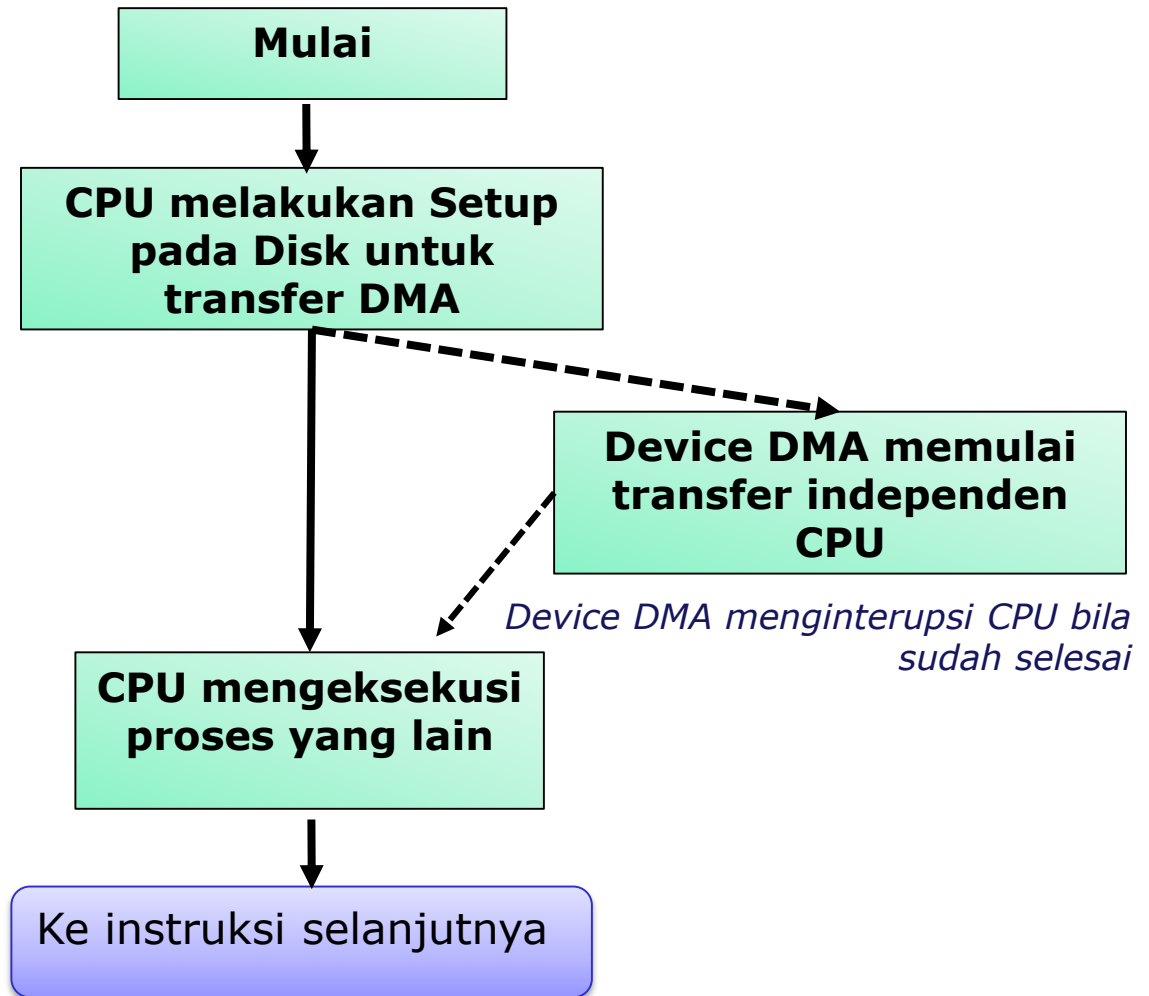 Mulai
CPU melakukan Setup
pada Disk untuk
transfer DMA
Device DMA memulai
transfer independen
CPU
Device DMA menginterupsi CPU bila
sudah selesai
CPU mengeksekusi
proses yang lain
Ke instruksi selanjutnya